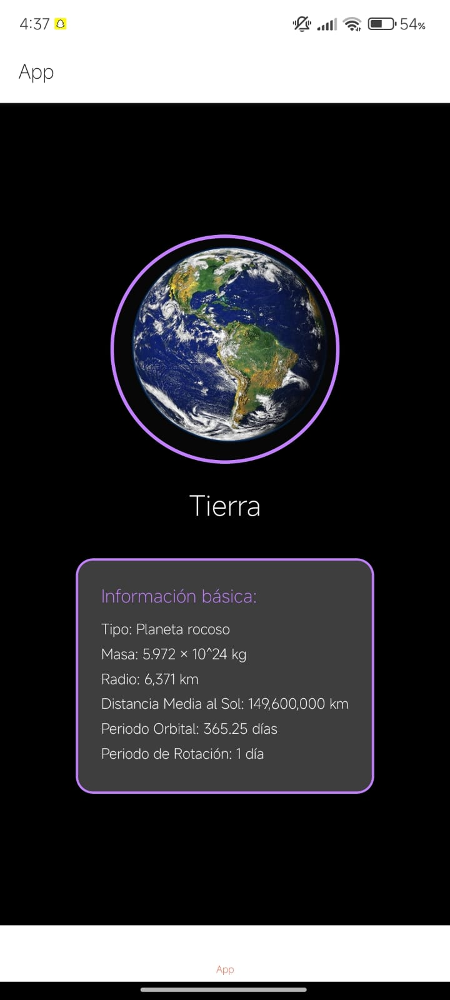 4:37 54%
App
Tierra
Información básica:
Tipo: Planeta rocoso
Masa: 5.972 × 10^24 kg
Radio: 6,371 km
Distancia Media al Sol: 149,600,000 km
Periodo Orbital: 365.25 días
Periodo de Rotación: 1 día
App